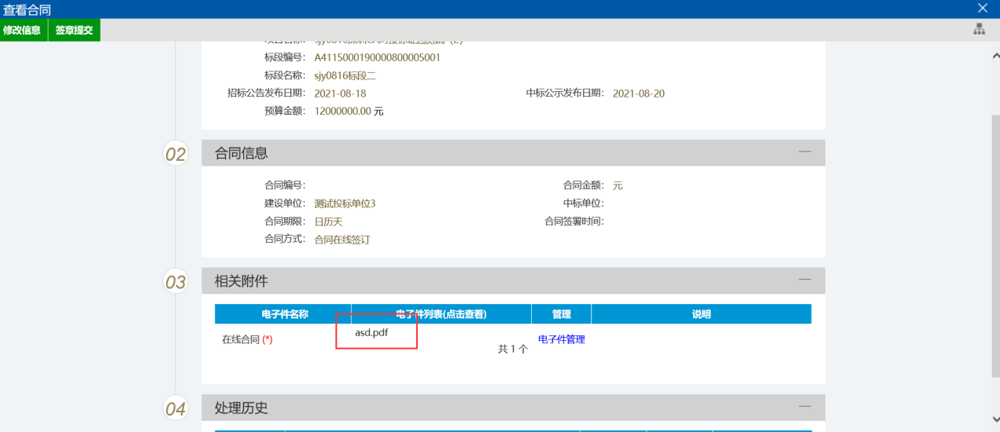 查看合同
修改信息 签章提交
标段编号： A4115000190000800005001
标段名称： sjy0816标段二
招标公告发布日期： 2021-08-18 中标公示发布日期： 2021-08-20
预算金额： 12000000.00 元
02 合同信息
合同编号： 合同金额： 元
建设单位： 测试投标单位3 中标单位：
合同期限： 日历天 合同签署时间：
合同方式： 合同在线签订
03 相关附件
电子件名称 电子件列表(点击查看) 管理 说明
asd.pdf
在线合同 (*) 电子件管理
共 1 个
04 处理历史